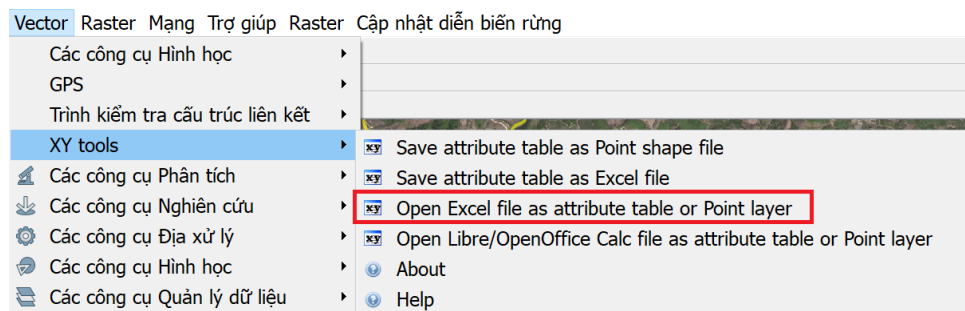 Vector Raster Mạng Trợ giúp Raster Cập nhật diễn biến rừng
Các công cụ Hình học
GPS
Trình kiểm tra cấu trúc liên kết
XY tools
Các công cụ Phân tích
Các công cụ Nghiên cứu
Các công cụ Địa xử lý
Các công cụ Hình học
Các công cụ Quản lý dữ liệu
Save attribute table as Point shape file
Save attribute table as Excel file
Open Excel file as attribute table or Point layer
Open Libre/OpenOffice Calc file as attribute table or Point layer
About
Help